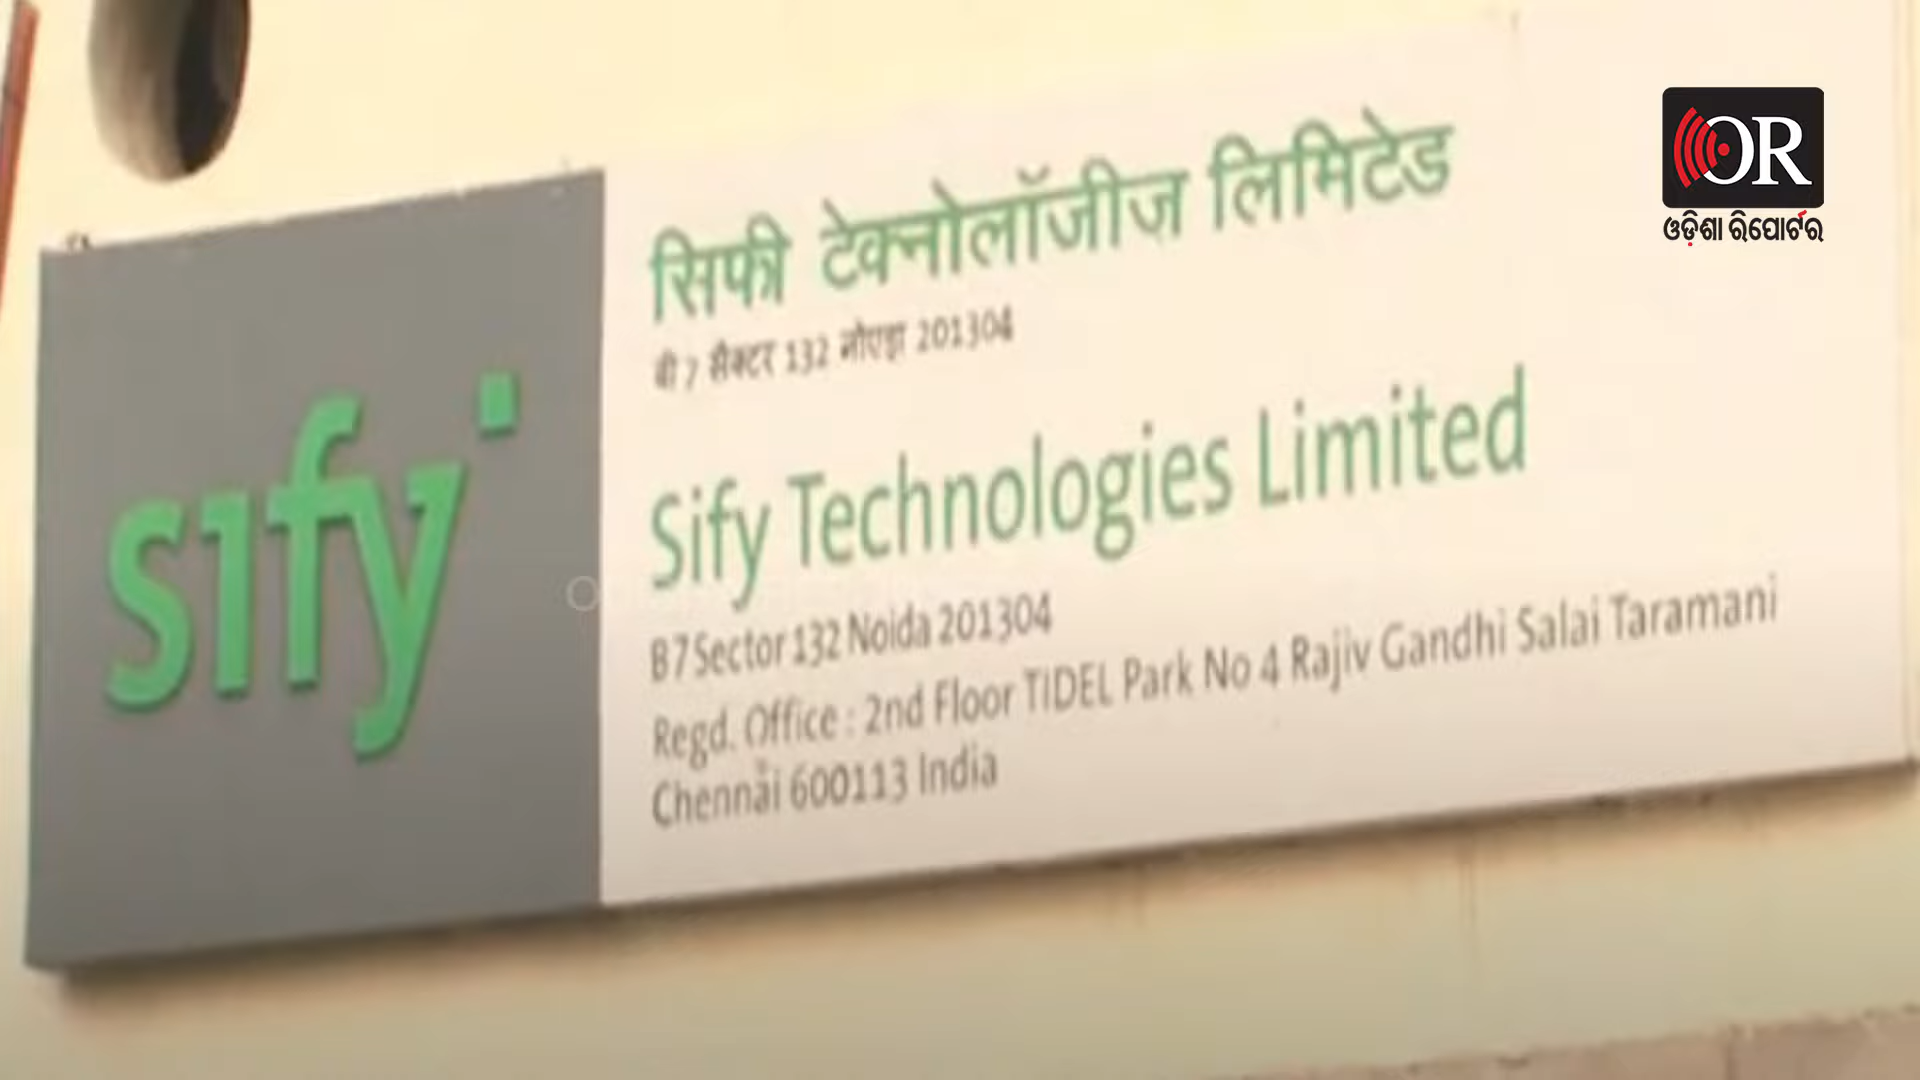 OR
ଓଡ଼ିଶା ରିପୋର୍ଟର
सिफी टेक्नोलॉजीज़ लिमिटेड
बी 7 सैक्टर 132 नोएडा 201304
sify
Sify Technologies Limited
B 7 Sector 132 Noida 201304
Regd. Office : 2nd Floor TIDEL Park No 4 Rajiv Gandhi Salai Taramani
Chennai 600113 India